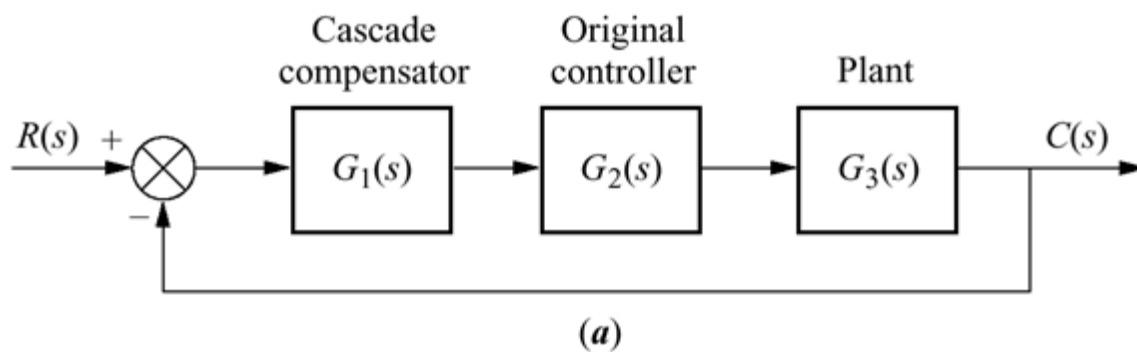 Cascade
compensator
Original
controller
Plant
R(s)
+
−
G₁(s)
G₂(s)
G₃(s)
C(s)
(a)